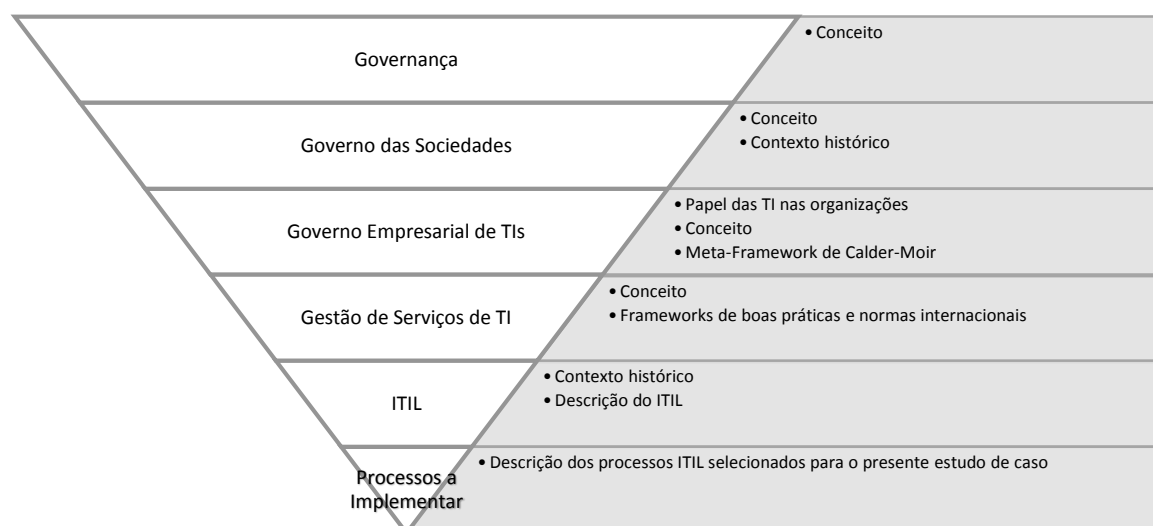 Governança
• Conceito
Governo das Sociedades
• Conceito
• Contexto histórico
Governo Empresarial de TIs
• Papel das TI nas organizações
• Conceito
• Meta-Framework de Calder-Moir
Gestão de Serviços de TI
• Conceito
• Frameworks de boas práticas e normas internacionais
ITIL
• Contexto histórico
• Descrição do ITIL
Processos a
Implementar
• Descrição dos processos ITIL selecionados para o presente estudo de caso